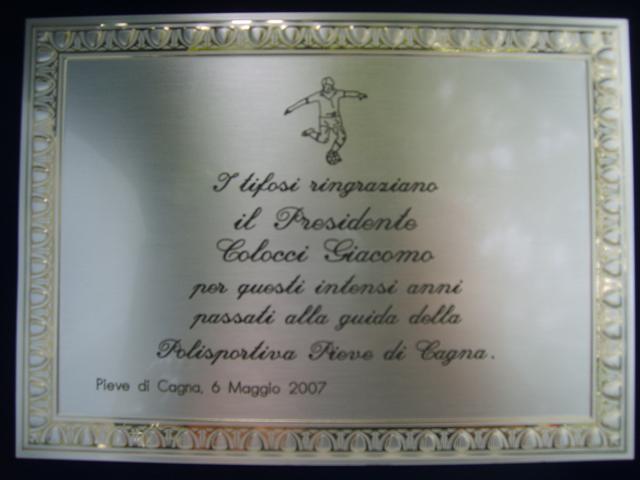 I tifosi ringraziano
il Presidente
Colocci Giacomo
per questi intensi anni
passati alla guida della
Polisportiva Pieve di Cagna.
Pieve di Cagna, 6 Maggio 2007